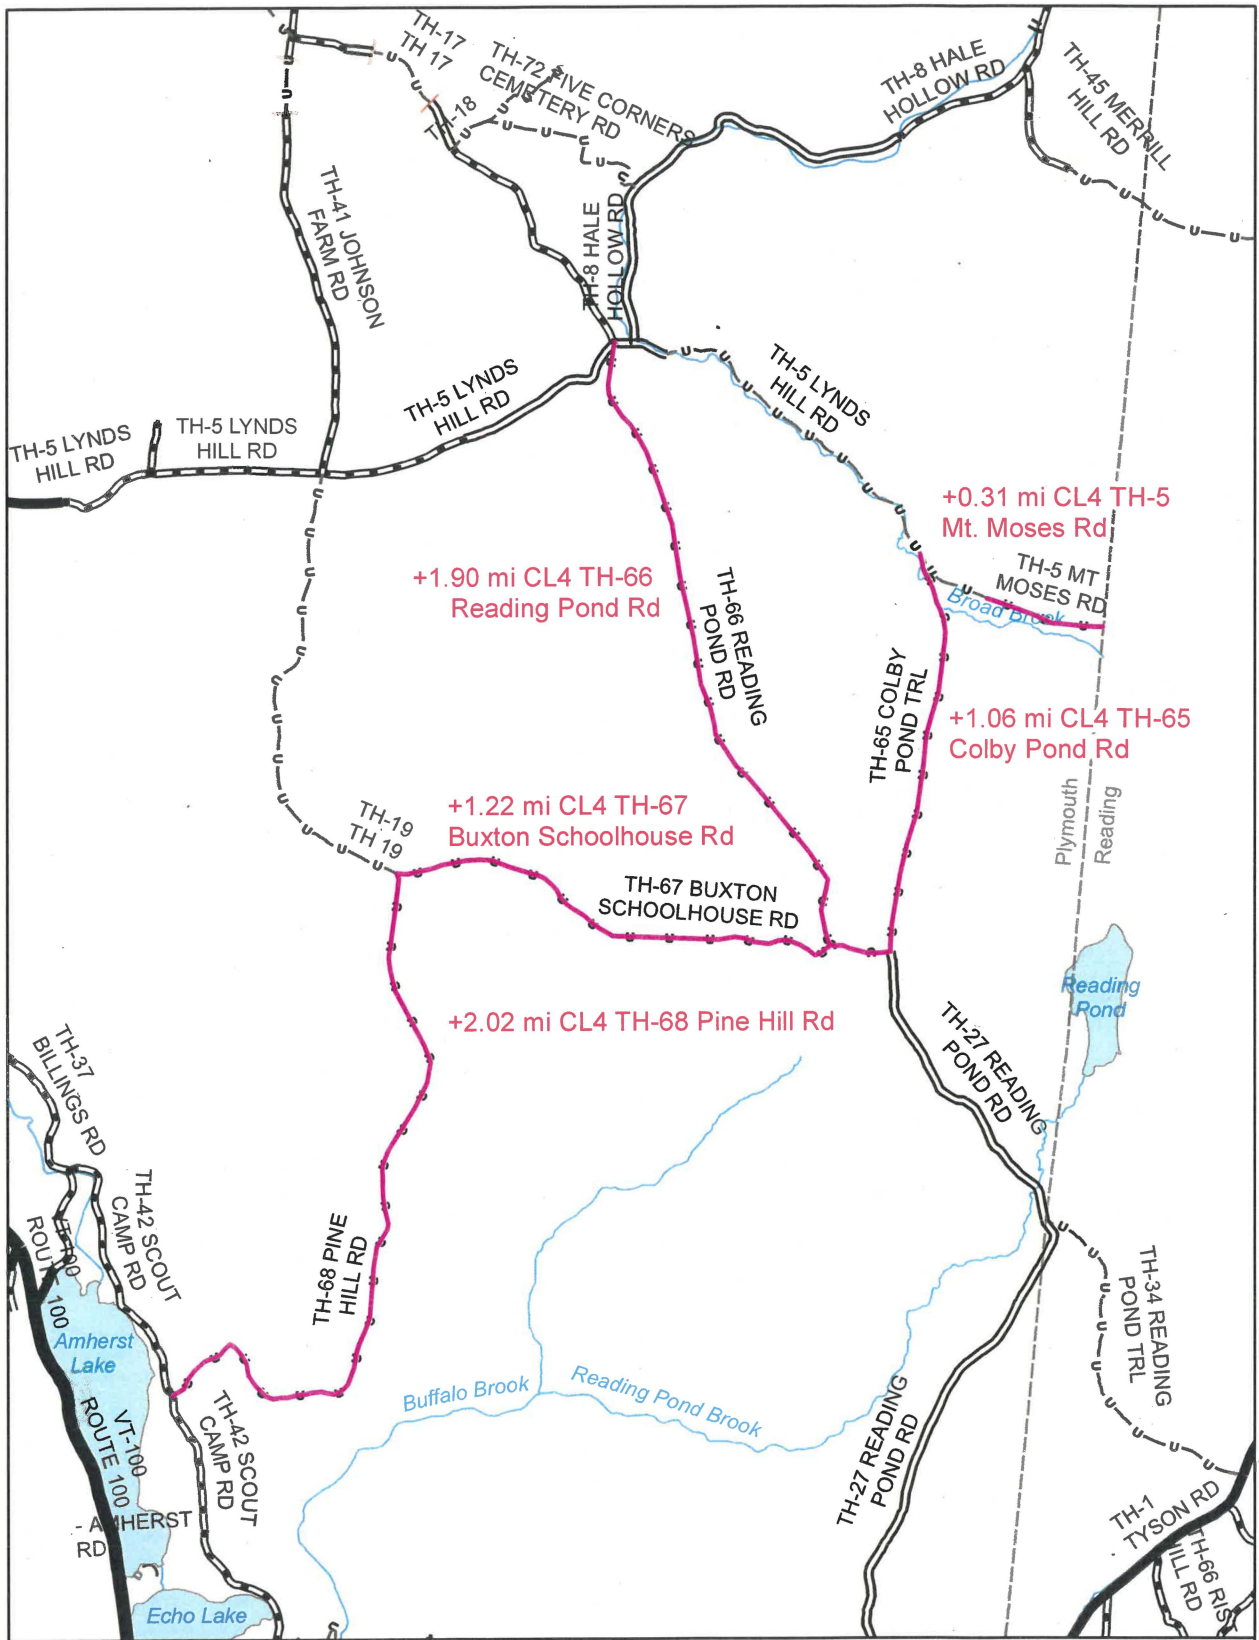 TH-17
TH 17
TH-72 FIVE CORNERS
CEMETERY RD
TH-18
TH-8 HALE
HOLLOW RD
TH-45 MERRILL
HILL RD
TH-41 JOHNSON
FARM RD
TH-8 HALE
HOLLOW RD
TH-5 LYNDS
HILL RD
TH-5 LYNDS
HILL RD
TH-5 LYNDS
HILL RD
TH-5 LYNDS
HILL RD
+0.31 mi CL4 TH-5
Mt. Moses Rd
TH-5 MT
MOSES RD
Broad Brook
+1.90 mi CL4 TH-66
Reading Pond Rd
TH-66 READING
POND RD
TH-65 COLBY
POND TRL
+1.06 mi CL4 TH-65
Colby Pond Rd
Plymouth
Reading
+1.22 mi CL4 TH-67
Buxton Schoolhouse Rd
TH-19
TH 19
TH-67 BUXTON
SCHOOLHOUSE RD
Reading
Pond
+2.02 mi CL4 TH-68 Pine Hill Rd
TH-27 READING
POND RD
TH-37
BILLINGS RD
TH-42 SCOUT
CAMP RD
TH-68 PINE
HILL RD
VT-100
ROUTE 100
TH-34 READING
POND TRL
Amherst
Lake
Buffalo Brook
Reading Pond Brook
TH-42 SCOUT
CAMP RD
VT-100
ROUTE 100
TH-27 READING
POND RD
- AMHERST
RD
TH-1
TYSON RD
TH-66 RIST
HILL RD
Echo Lake